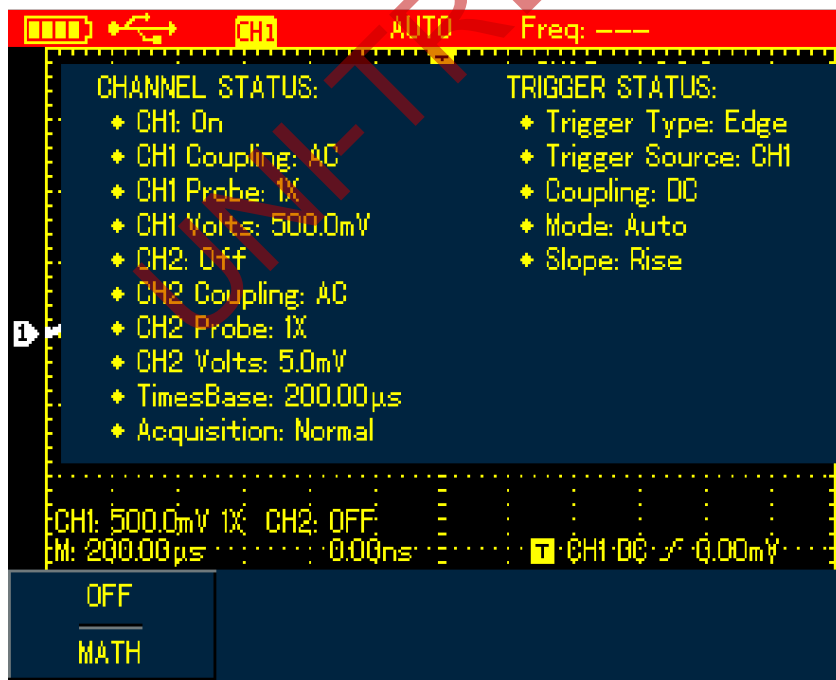 CH1 AUTO Freq: ---
CHANNEL STATUS:
◆ CH1: On
◆ CH1 Coupling: AC
◆ CH1 Probe: 1X
◆ CH1 Volts: 500.0mV
◆ CH2: Off
◆ CH2 Coupling: AC
◆ CH2 Probe: 1X
◆ CH2 Volts: 5.0mV
◆ TimesBase: 200.00μs
◆ Acquisition: Normal
TRIGGER STATUS:
◆ Trigger Type: Edge
◆ Trigger Source: CH1
◆ Coupling: DC
◆ Mode: Auto
◆ Slope: Rise
1
CH1: 500.0mV 1X CH2: OFF
M: 200.00μs 0.00ns T CH1 DC 0.00mV
OFF
MATH
UNI-TRE